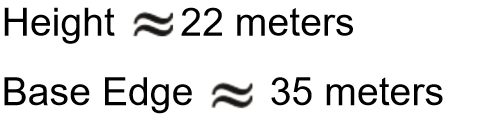 Height ≈ 22 meters
Base Edge ≈ 35 meters